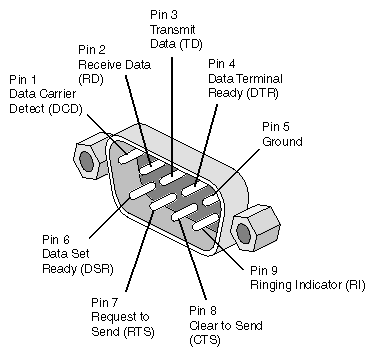 Pin 3
Transmit
Data (TD)
Pin 2
Receive Data
(RD)
Pin 4
Data Terminal
Ready (DTR)
Pin 1
Data Carrier
Detect (DCD)
Pin 5
Ground
Pin 6
Data Set
Ready (DSR)
Pin 9
Ringing Indicator (RI)
Pin 7
Request to
Send (RTS)
Pin 8
Clear to Send
(CTS)